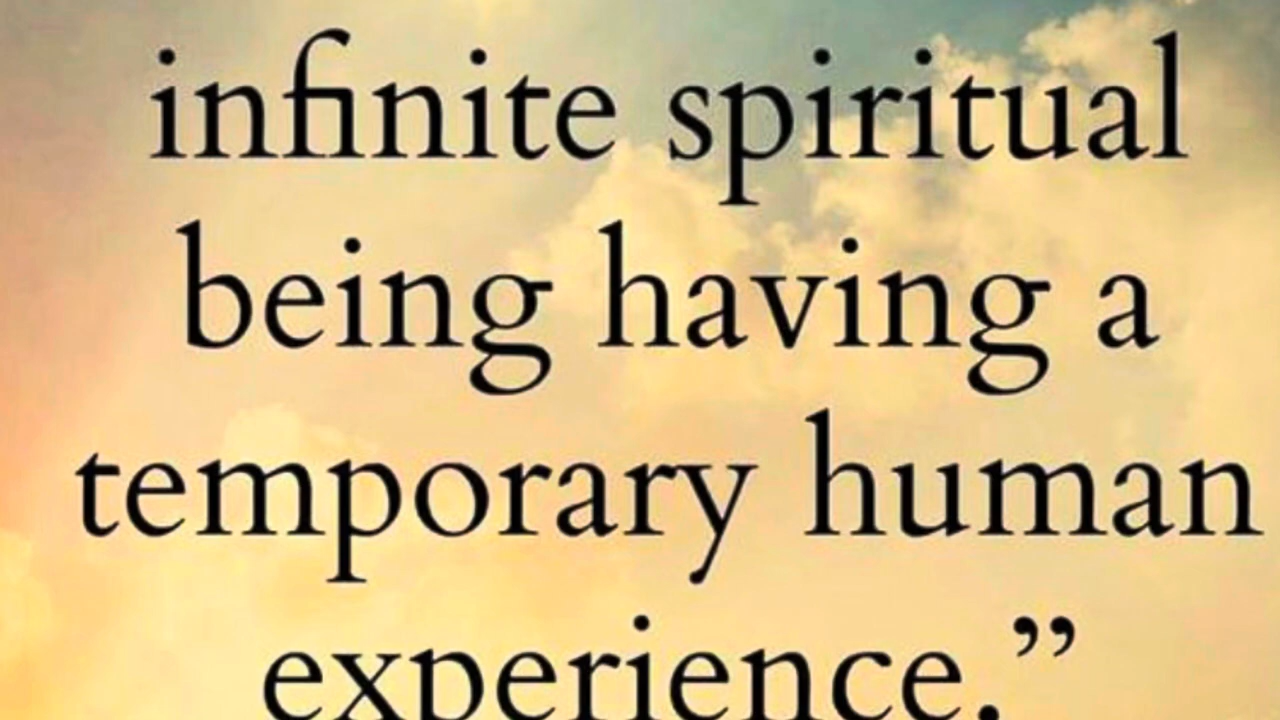 infinite spiritual
being having a
temporary human
experience.”